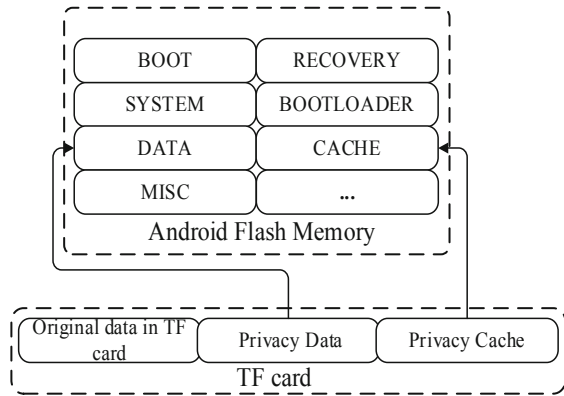 BOOT RECOVERY
SYSTEM BOOTLOADER
DATA CACHE
MISC ...
Android Flash Memory
Original data in TF
card
Privacy Data Privacy Cache
TF card